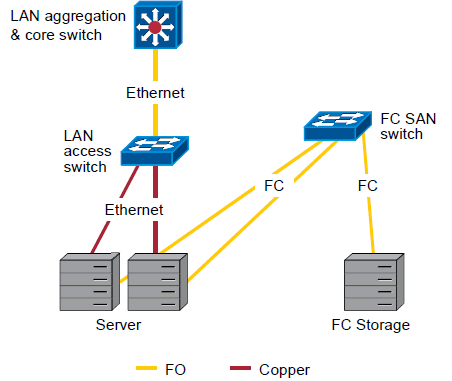 LAN aggregation
& core switch
Ethernet
LAN
access
switch
FC SAN
switch
FC
FC
Ethernet
Server
FC Storage
FO
Copper